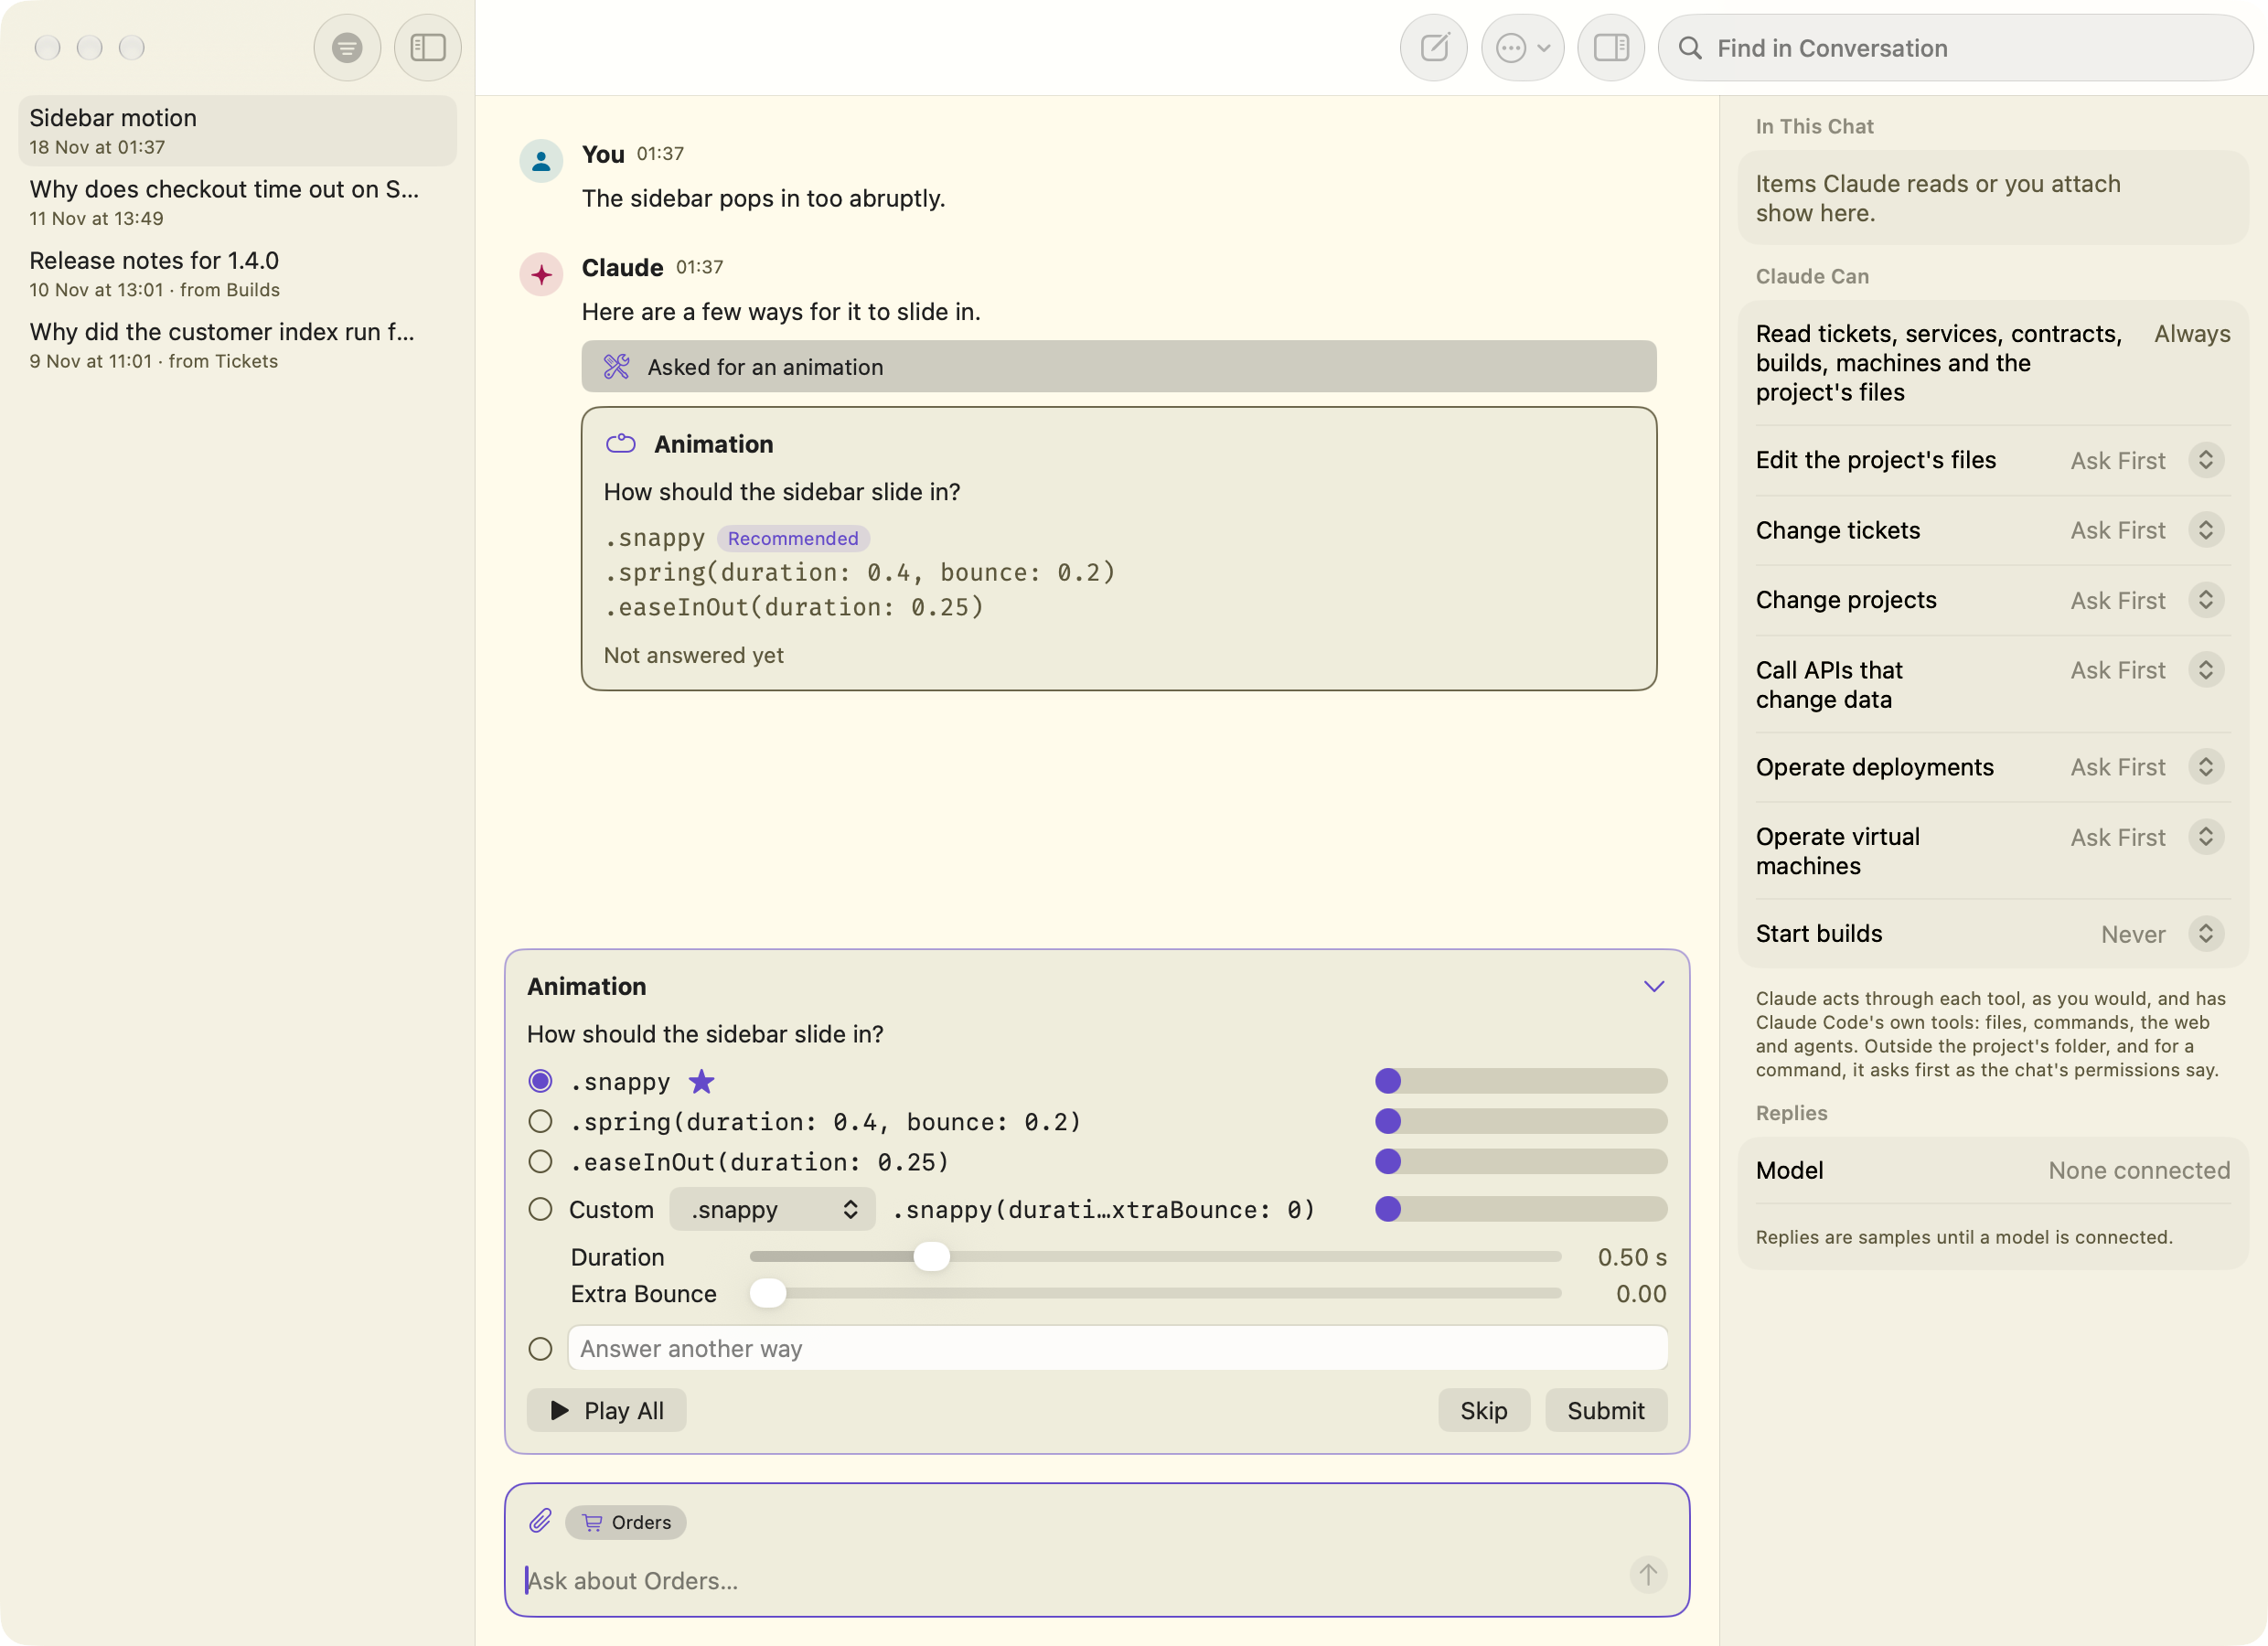 Find in Conversation
Sidebar motion
18 Nov at 01:37
Why does checkout time out on S...
11 Nov at 13:49
Release notes for 1.4.0
10 Nov at 13:01 · from Builds
Why did the customer index run f...
9 Nov at 11:01 · from Tickets
You 01:37
The sidebar pops in too abruptly.
Claude 01:37
Here are a few ways for it to slide in.
Asked for an animation
Animation
How should the sidebar slide in?
.snappy Recommended
.spring(duration: 0.4, bounce: 0.2)
.easeInOut(duration: 0.25)
Not answered yet
Animation
How should the sidebar slide in?
.snappy
.spring(duration: 0.4, bounce: 0.2)
.easeInOut(duration: 0.25)
Custom .snappy .snappy(durati…xtraBounce: 0)
Duration 0.50 s
Extra Bounce 0.00
Answer another way
Play All Skip Submit
Orders
Ask about Orders...
In This Chat
Items Claude reads or you attach
show here.
Claude Can
Read tickets, services, contracts, Always
builds, machines and the
project's files
Edit the project's files Ask First
Change tickets Ask First
Change projects Ask First
Call APIs that Ask First
change data
Operate deployments Ask First
Operate virtual Ask First
machines
Start builds Never
Claude acts through each tool, as you would, and has
Claude Code's own tools: files, commands, the web
and agents. Outside the project's folder, and for a
command, it asks first as the chat's permissions say.
Replies
Model None connected
Replies are samples until a model is connected.